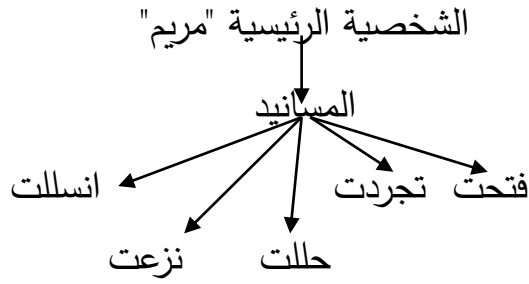 الشخصية الرئيسية "مريم"
المسانيد
فتحت تجردت انسللت
حللت نزعت